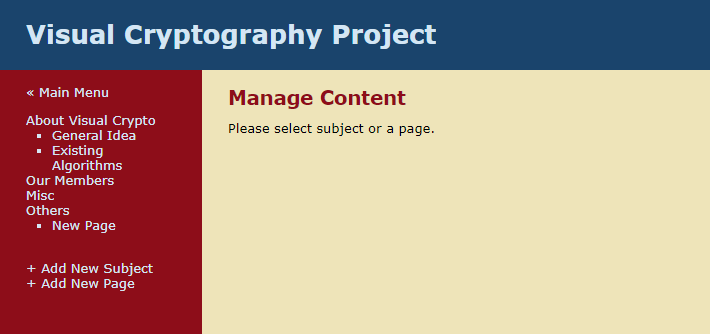 Visual Cryptography Project
« Main Menu
About Visual Crypto
General Idea
Existing
Algorithms
Our Members
Misc
Others
New Page
+ Add New Subject
+ Add New Page
Manage Content
Please select subject or a page.